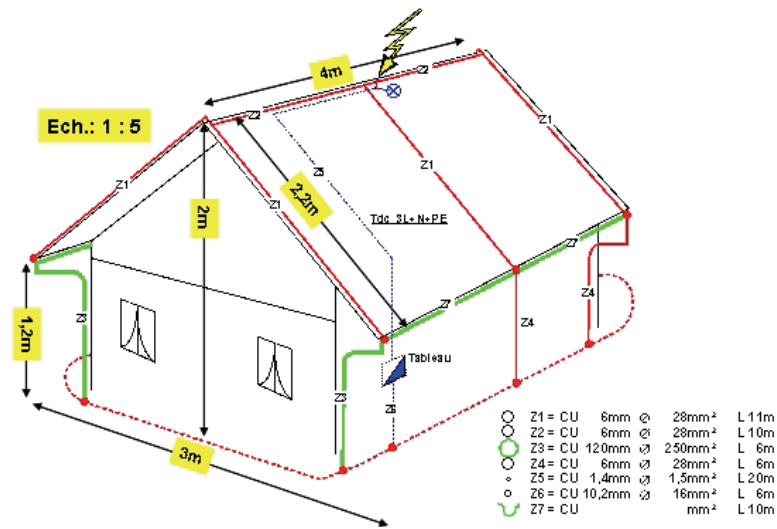 4m
Z2
Z2
Ech.: 1 : 5
Z1
Z1
Z5
Z1
Z1
2,2m
2m
Tdc 3L+N+PE
Z7
Z7
1,2m
Z3
Z4
Z4
Tableau
Z3
Z6
3m
Z1 = CU 6mm ⌀ 28mm² L 11m
Z2 = CU 6mm ⌀ 28mm² L 10m
Z3 = CU 120mm ⌀ 250mm² L 6m
Z4 = CU 6mm ⌀ 28mm² L 6m
Z5 = CU 1,4mm ⌀ 1,5mm² L 20m
Z6 = CU 10,2mm ⌀ 16mm² L 6m
Z7 = CU mm² L 10m